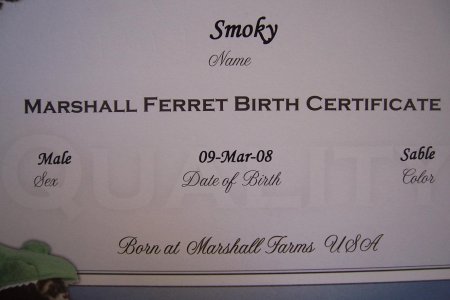 Smoky
Name
MARSHALL FERRET BIRTH CERTIFICATE
QUALITY
Male 09-Mar-08 Sable
Sex Date of Birth Color
Born at Marshall Farms USA